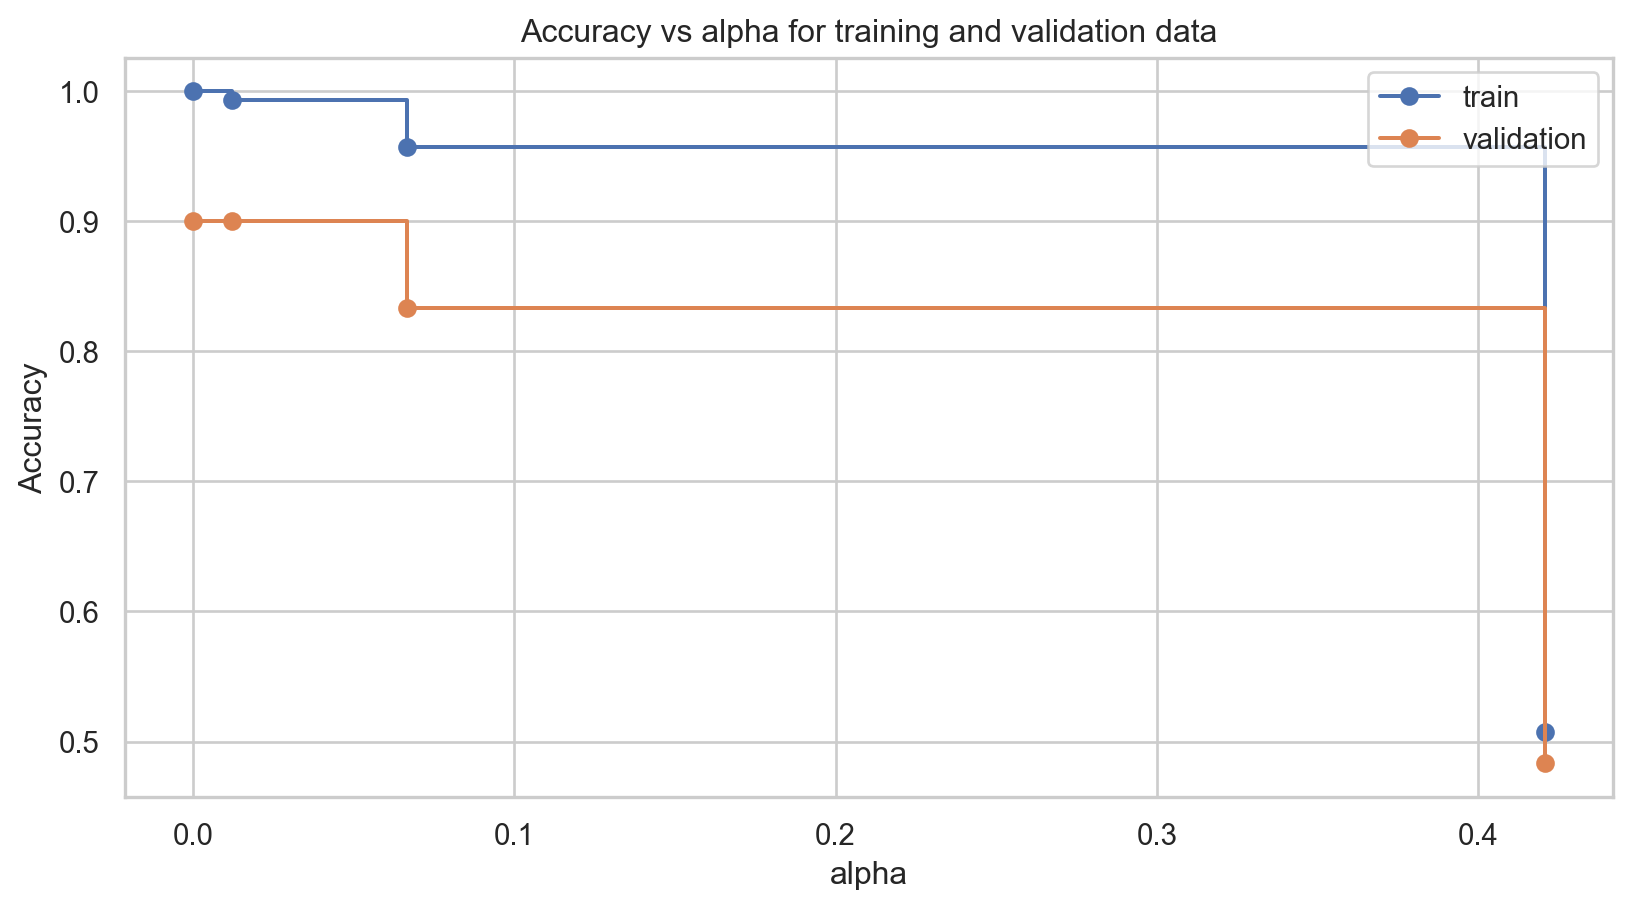 Accuracy vs alpha for training and validation data
train
validation
Accuracy
1.0
0.9
0.8
0.7
0.6
0.5
0.0 0.1 0.2 0.3 0.4
alpha